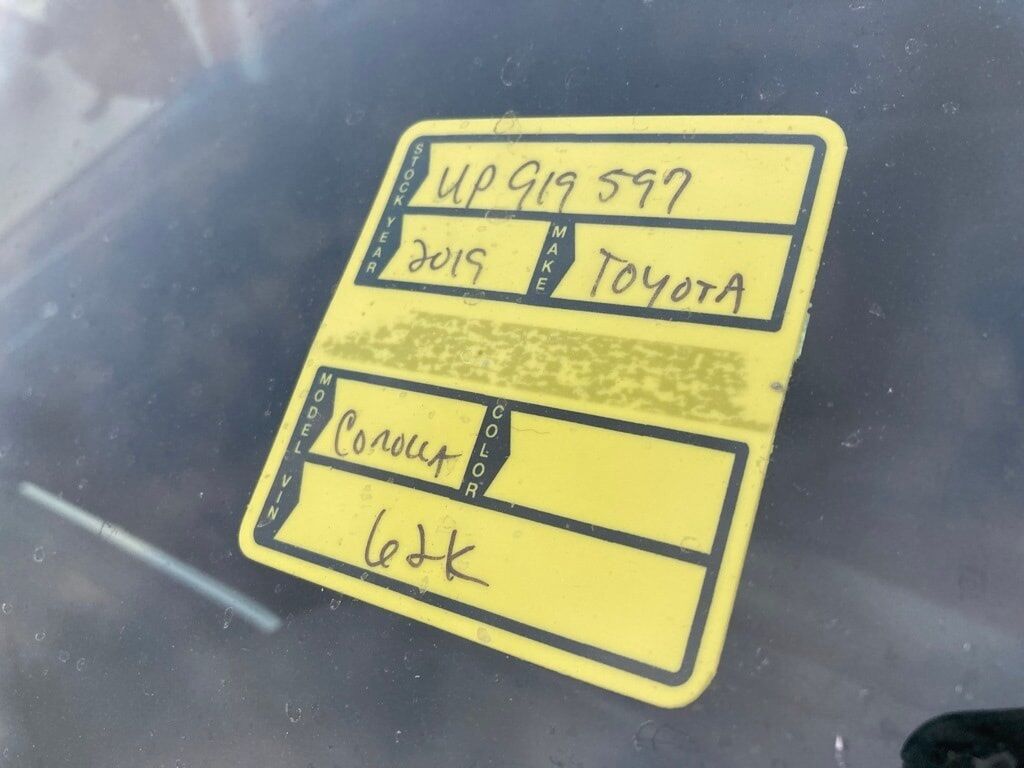 STOCK UP 919 597
YEAR 2019 MAKE TOYOTA
MODEL COROLLA COLOR
VIN 62K